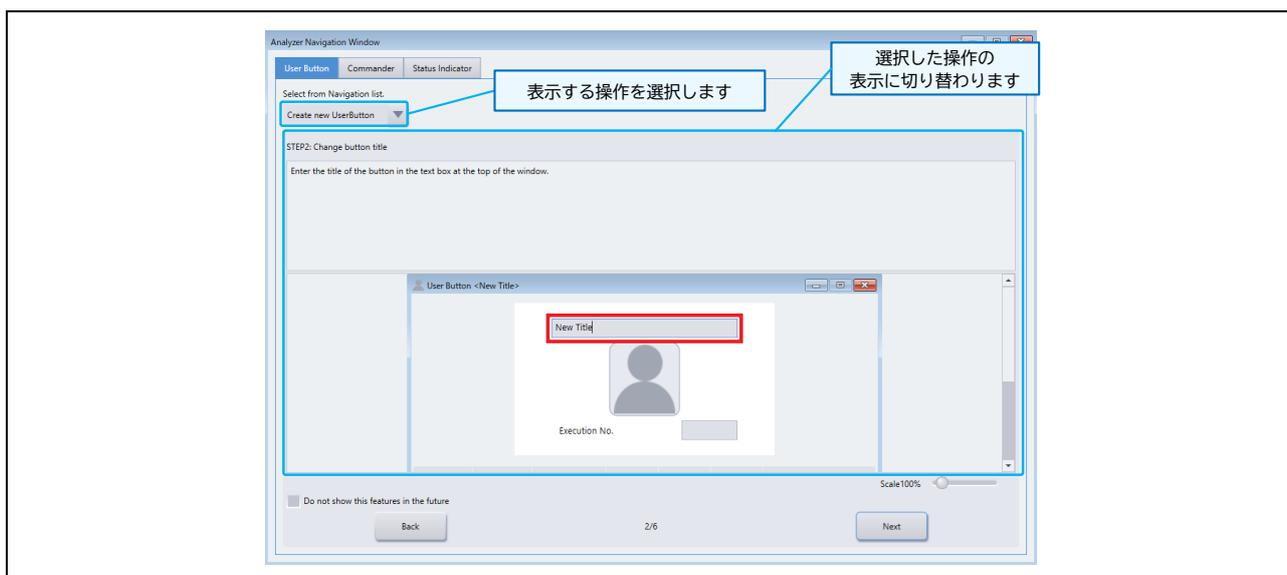 Analyzer Navigation Window
選択した操作の
表示に切り替わります
User Button
Commander
Status Indicator
表示する操作を選択します
Select from Navigation list.
Create new UserButton
STEP2: Change button title
Enter the title of the button in the text box at the top of the window.
User Button <New Title>
New Title
Execution No.
Scale100%
Do not show this features in the future
Back
2/6
Next